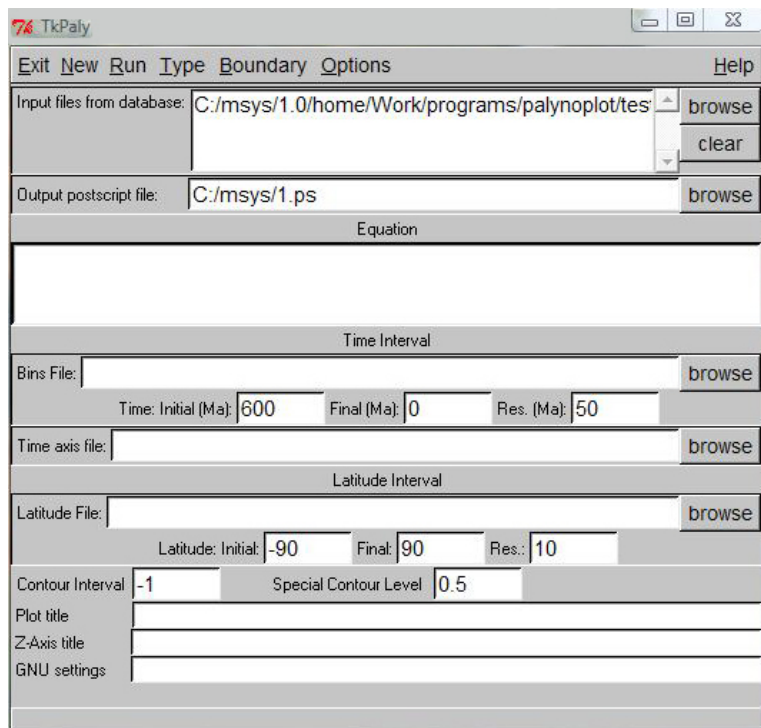 TkPaly
Exit New Run Type Boundary Options Help
Input files from database: C:/msys/1.0/home/Work/programs/palynoplot/test browse
clear
Output postscript file: C:/msys/1.ps browse
Equation
Time Interval
Bins File: browse
Time: Initial (Ma): 600 Final (Ma): 0 Res. (Ma): 50
Time axis file: browse
Latitude Interval
Latitude File: browse
Latitude: Initial: -90 Final: 90 Res.: 10
Contour Interval -1 Special Contour Level 0.5
Plot title
Z-Axis title
GNU settings